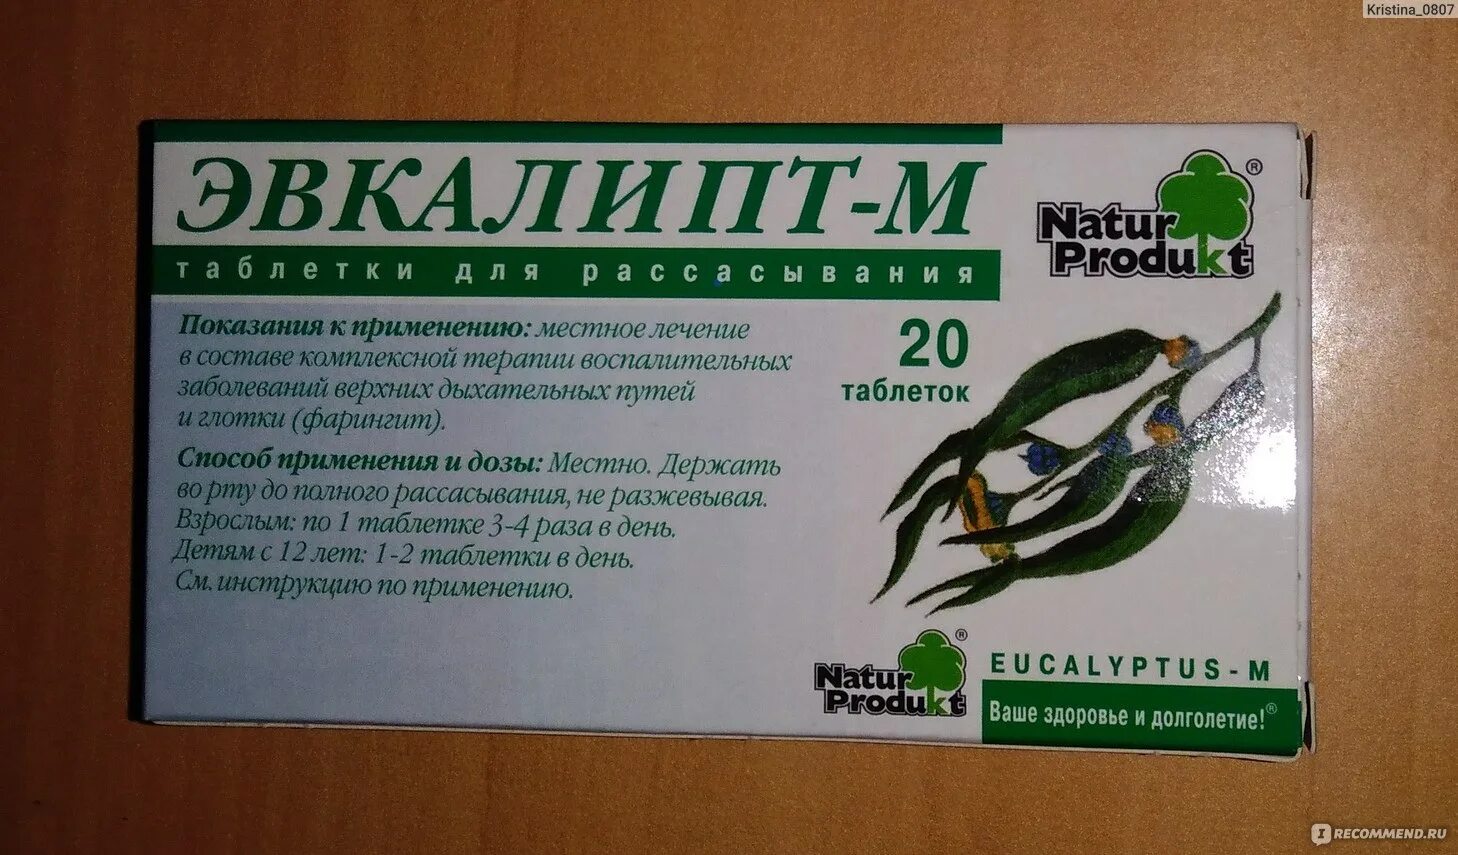 Kristina_0807
ЭВКАЛИПТ-М
таблетки для рассасывания
Natur
Produkt
®
Показания к применению: местное лечение
в составе комплексной терапии воспалительных
заболеваний верхних дыхательных путей
и глотки (фарингит).
20
таблеток
Способ применения и дозы: Местно. Держать
во рту до полного рассасывания, не разжевывая.
Взрослым: по 1 таблетке 3-4 раза в день.
Детям с 12 лет: 1-2 таблетки в день.
См. инструкцию по применению.
Natur
Produkt
®
EUCALYPTUS-M
Ваше здоровье и долголетие!®
IRECOMMEND.RU